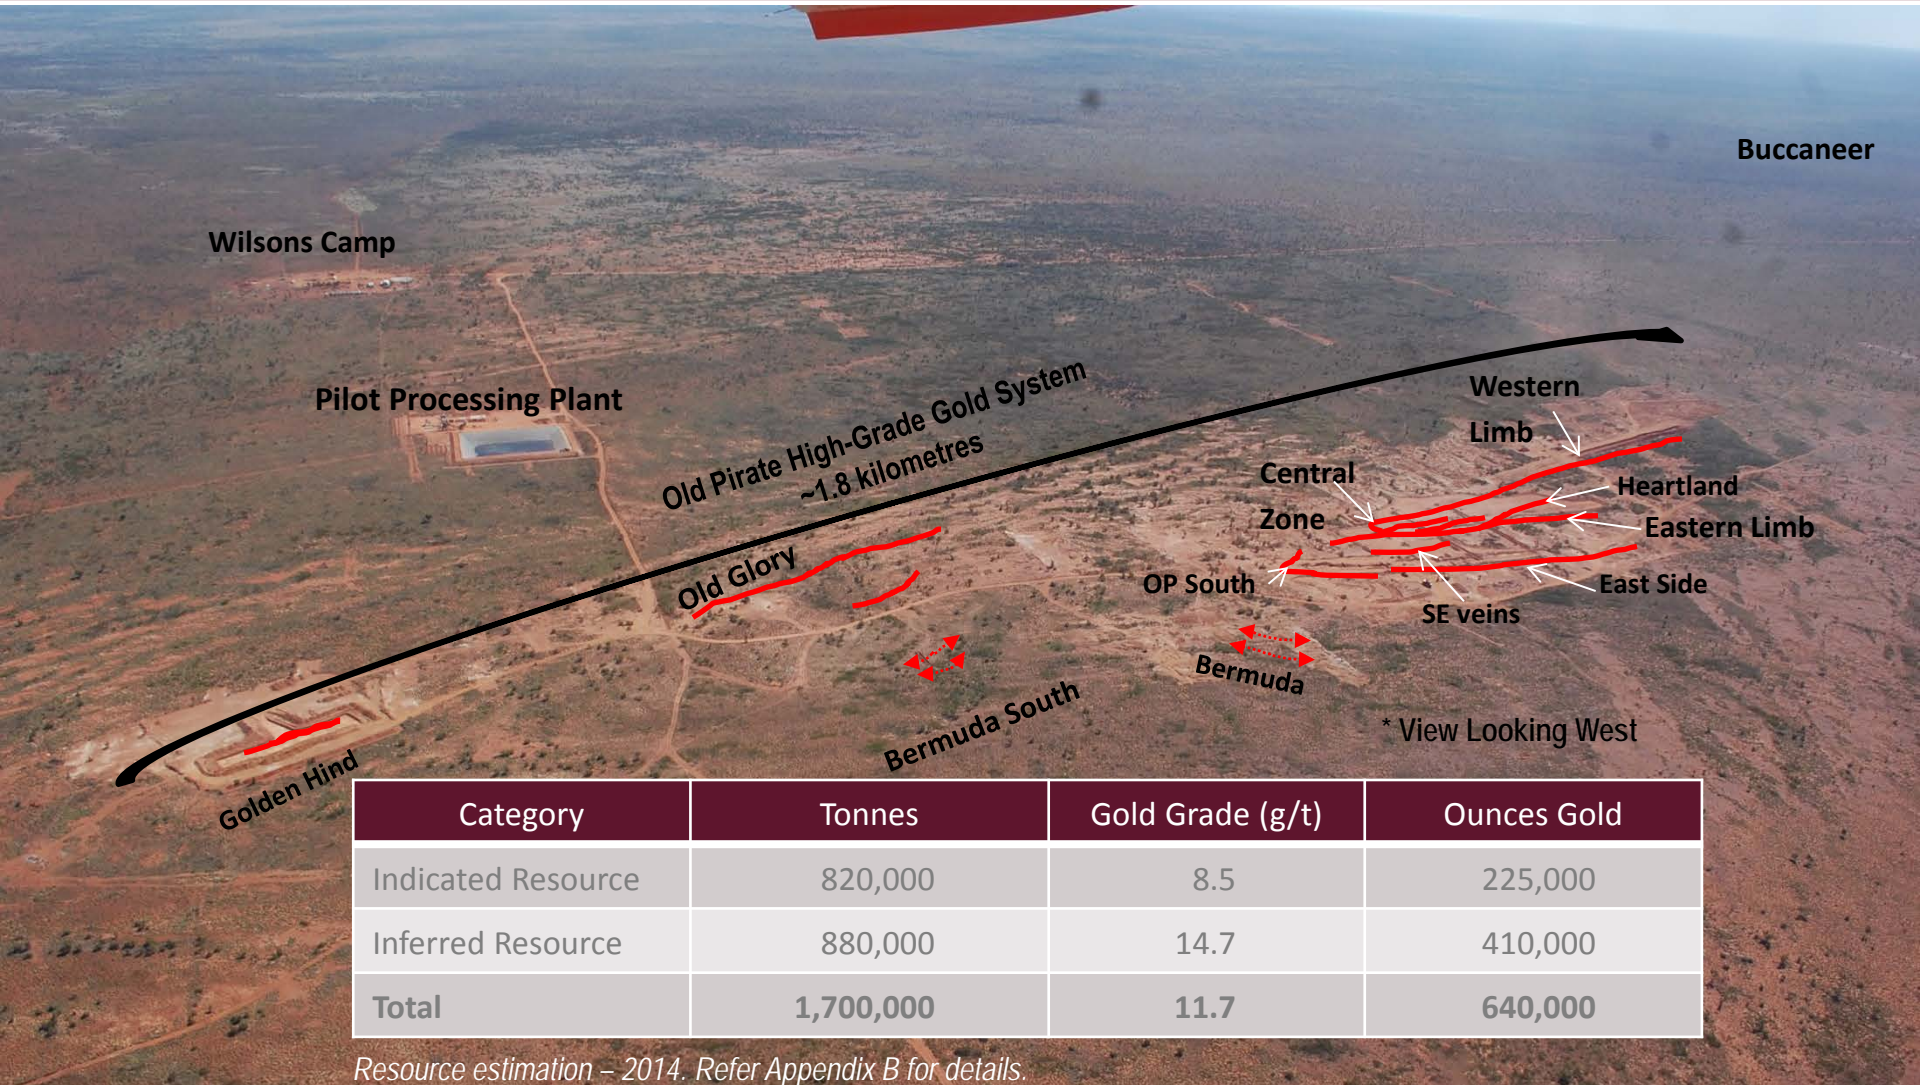 Buccaneer
Wilsons Camp
Pilot Processing Plant
Old Pirate High-Grade Gold System
~1.8 kilometres
Western
Limb
Central
Zone
Heartland
Eastern Limb
Old Glory
OP South
East Side
SE veins
Bermuda
Bermuda South
* View Looking West
Golden Hind
Category Tonnes Gold Grade (g/t) Ounces Gold
Indicated Resource 820,000 8.5 225,000
Inferred Resource 880,000 14.7 410,000
Total 1,700,000 11.7 640,000
Resource estimation – 2014. Refer Appendix B for details.